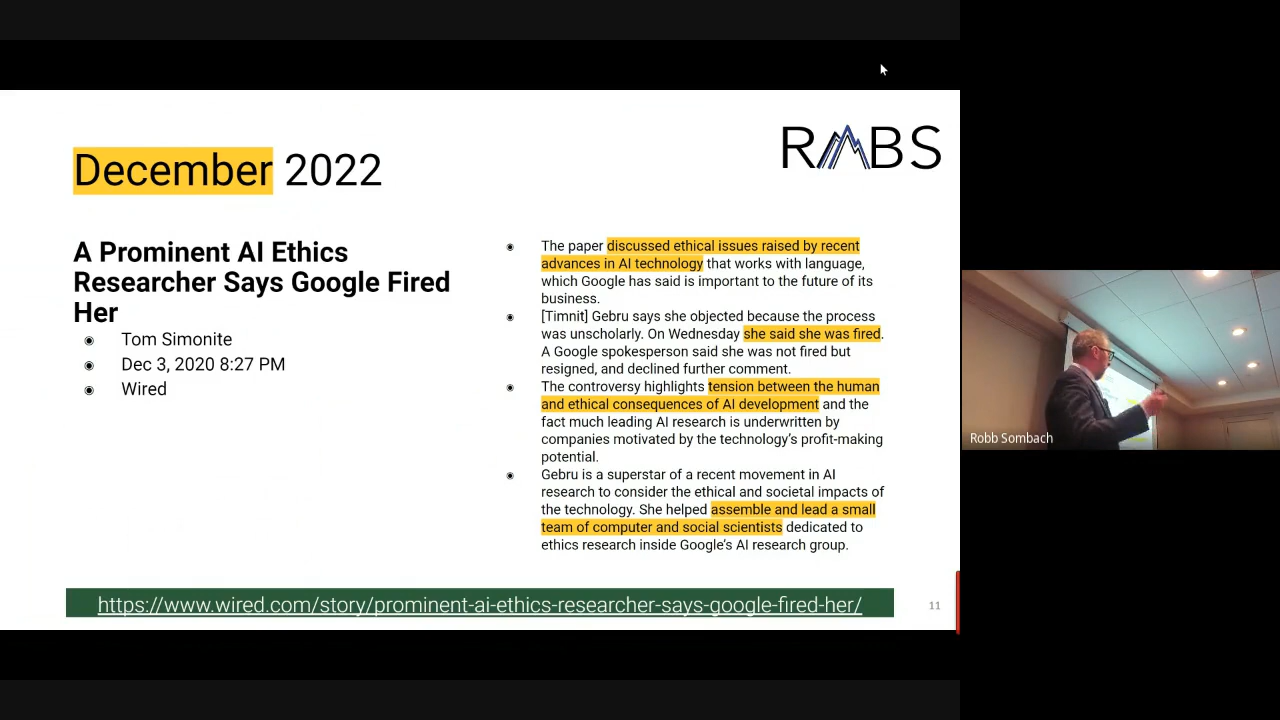 RMBS
December 2022
A Prominent AI Ethics
Researcher Says Google Fired
Her
◉ Tom Simonite
◉ Dec 3, 2020 8:27 PM
◉ Wired
◉ The paper discussed ethical issues raised by recent
advances in AI technology that works with language,
which Google has said is important to the future of its
business.
◉ [Timnit] Gebru says she objected because the process
was unscholarly. On Wednesday she said she was fired.
A Google spokesperson said she was not fired but
resigned, and declined further comment.
◉ The controversy highlights tension between the human
and ethical consequences of AI development and the
fact much leading AI research is underwritten by
companies motivated by the technology’s profit-making
potential.
◉ Gebru is a superstar of a recent movement in AI
research to consider the ethical and societal impacts of
the technology. She helped assemble and lead a small
team of computer and social scientists dedicated to
ethics research inside Google’s AI research group.
https://www.wired.com/story/prominent-ai-ethics-researcher-says-google-fired-her/
11
Robb Sombach